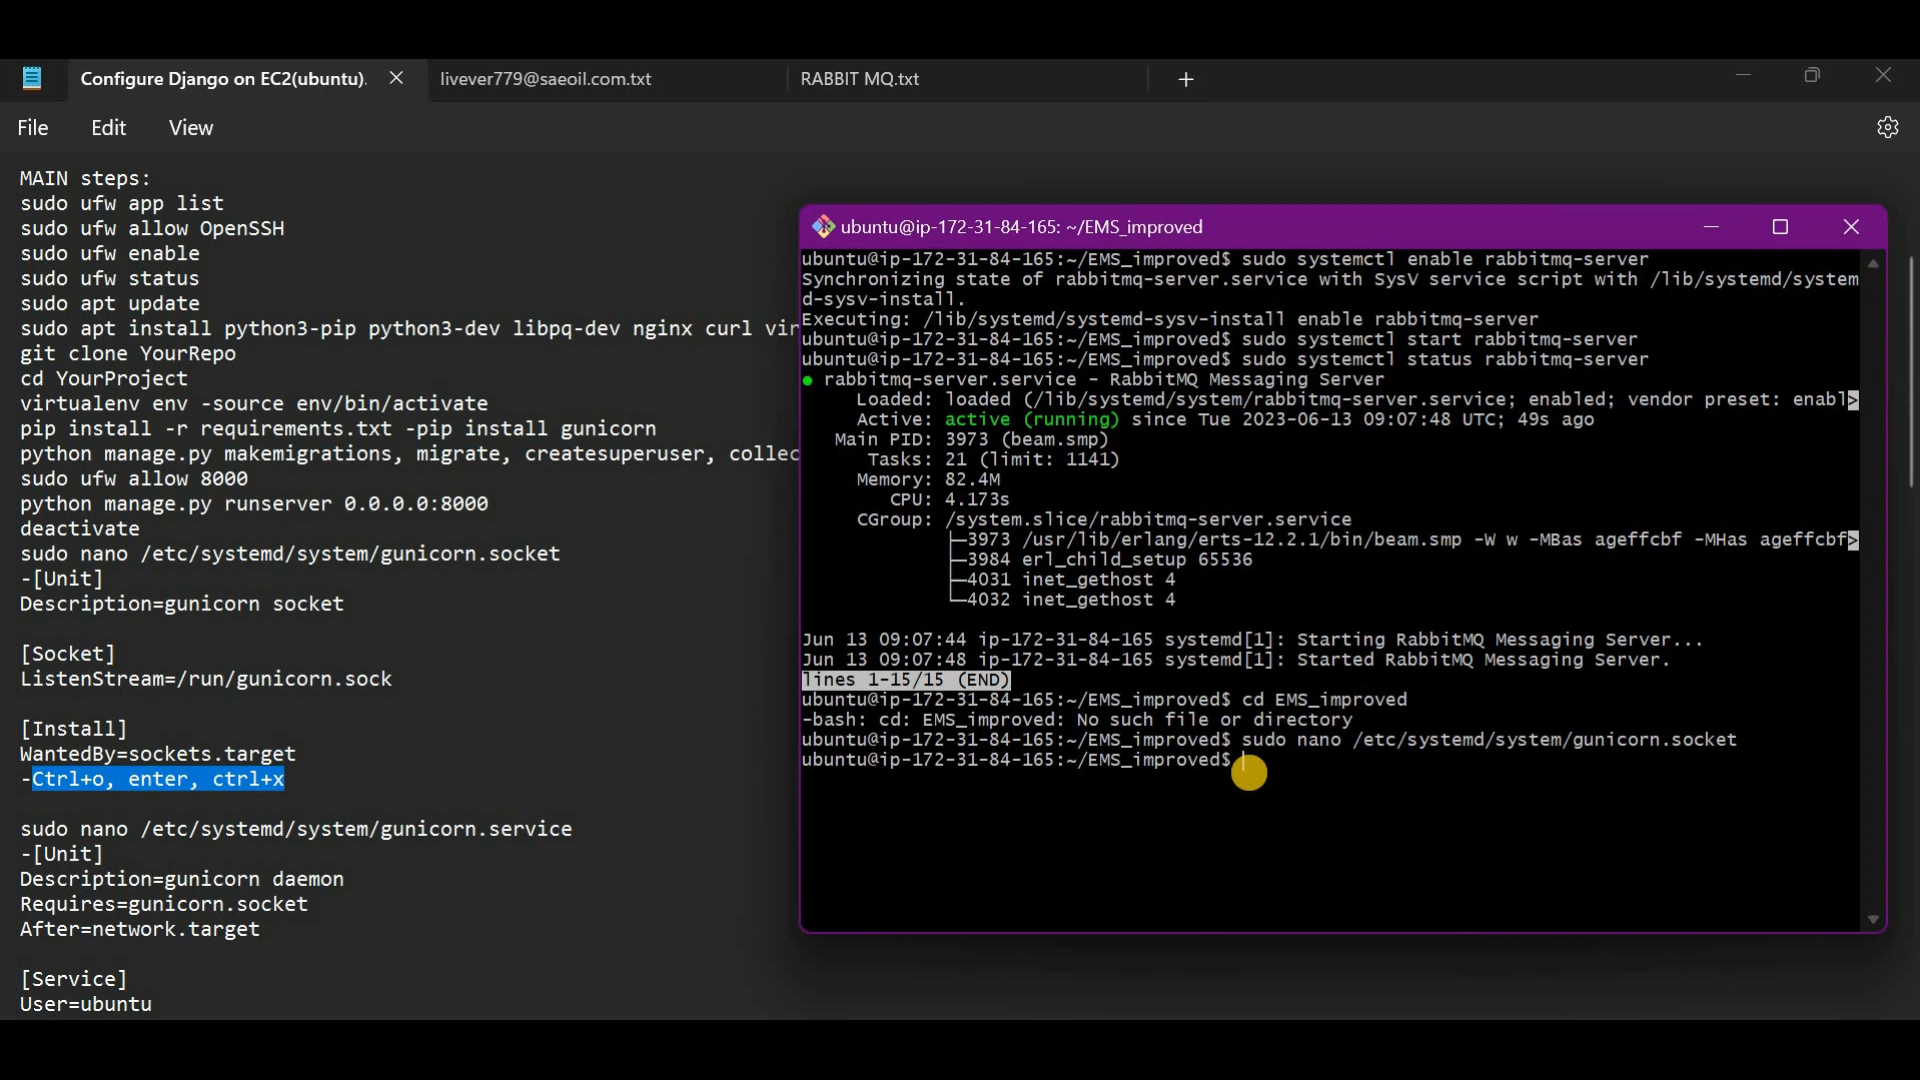 Configure Django on EC2(ubuntu).
livever779@saeoil.com.txt
RABBIT MQ.txt
File
Edit
View
MAIN steps:
sudo ufw app list
sudo ufw allow OpenSSH
sudo ufw enable
sudo ufw status
sudo apt update
sudo apt install python3-pip python3-dev libpq-dev nginx curl vir
git clone YourRepo
cd YourProject
virtualenv env -source env/bin/activate
pip install -r requirements.txt -pip install gunicorn
python manage.py makemigrations, migrate, createsuperuser, collec
sudo ufw allow 8000
python manage.py runserver 0.0.0.0:8000
deactivate
sudo nano /etc/systemd/system/gunicorn.socket
-[Unit]
Description=gunicorn socket
[Socket]
ListenStream=/run/gunicorn.sock
[Install]
WantedBy=sockets.target
-Ctrl+o, enter, ctrl+x
sudo nano /etc/systemd/system/gunicorn.service
-[Unit]
Description=gunicorn daemon
Requires=gunicorn.socket
After=network.target
[Service]
User=ubuntu
ubuntu@ip-172-31-84-165: ~/EMS_improved
ubuntu@ip-172-31-84-165:~/EMS_improved$ sudo systemctl enable rabbitmq-server
Synchronizing state of rabbitmq-server.service with SysV service script with /lib/systemd/system
d-sysv-install.
Executing: /lib/systemd/systemd-sysv-install enable rabbitmq-server
ubuntu@ip-172-31-84-165:~/EMS_improved$ sudo systemctl start rabbitmq-server
ubuntu@ip-172-31-84-165:~/EMS_improved$ sudo systemctl status rabbitmq-server
● rabbitmq-server.service - RabbitMQ Messaging Server
Loaded: loaded (/lib/systemd/system/rabbitmq-server.service; enabled; vendor preset: enabl>
Active: active (running) since Tue 2023-06-13 09:07:48 UTC; 49s ago
Main PID: 3973 (beam.smp)
Tasks: 21 (limit: 1141)
Memory: 82.4M
CPU: 4.173s
CGroup: /system.slice/rabbitmq-server.service
├─3973 /usr/lib/erlang/erts-12.2.1/bin/beam.smp -W w -MBas ageffcbf -MHas ageffcbf>
├─3984 erl_child_setup 65536
├─4031 inet_gethost 4
└─4032 inet_gethost 4
Jun 13 09:07:44 ip-172-31-84-165 systemd[1]: Starting RabbitMQ Messaging Server...
Jun 13 09:07:48 ip-172-31-84-165 systemd[1]: Started RabbitMQ Messaging Server.
lines 1-15/15 (END)
ubuntu@ip-172-31-84-165:~/EMS_improved$ cd EMS_improved
-bash: cd: EMS_improved: No such file or directory
ubuntu@ip-172-31-84-165:~/EMS_improved$ sudo nano /etc/systemd/system/gunicorn.socket
ubuntu@ip-172-31-84-165:~/EMS_improved$